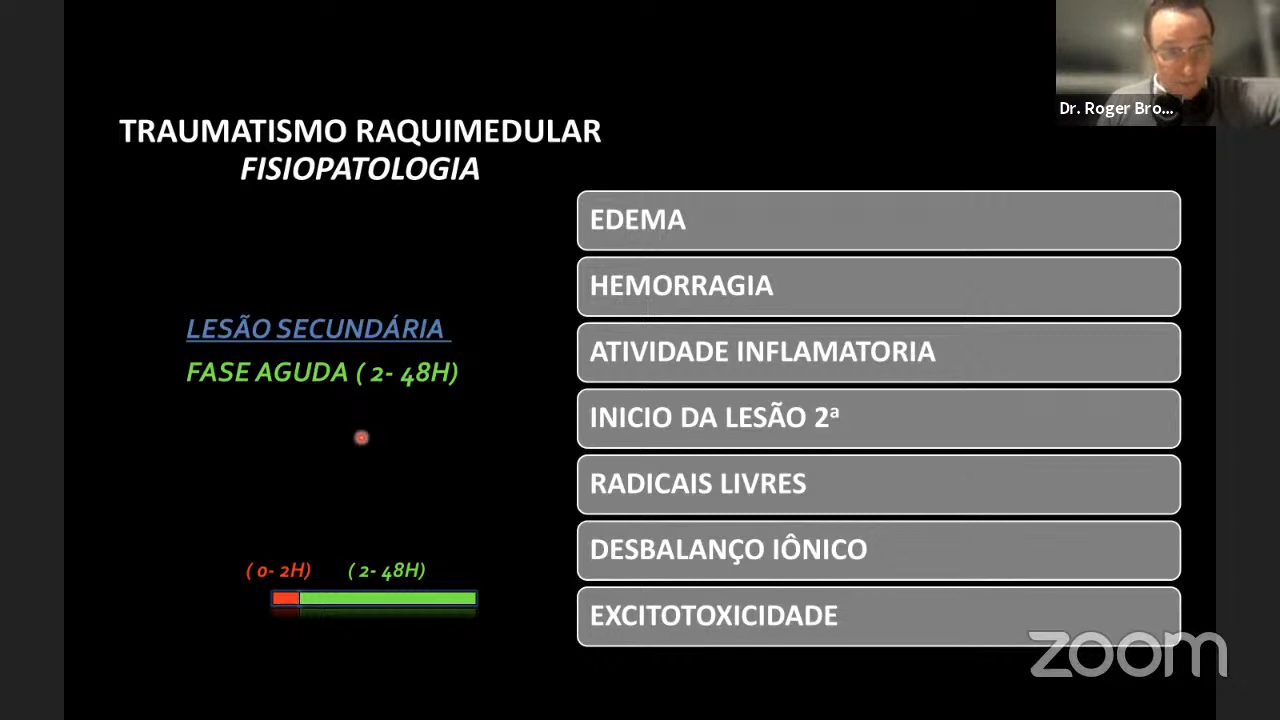 Dr. Roger Bro...
TRAUMATISMO RAQUIMEDULAR
FISIOPATOLOGIA
EDEMA
HEMORRAGIA
LESÃO SECUNDÁRIA
ATIVIDADE INFLAMATORIA
FASE AGUDA ( 2- 48H)
INICIO DA LESÃO 2ª
RADICAIS LIVRES
DESBALANÇO IÔNICO
( 0- 2H) ( 2- 48H)
EXCITOTOXICIDADE
zoom